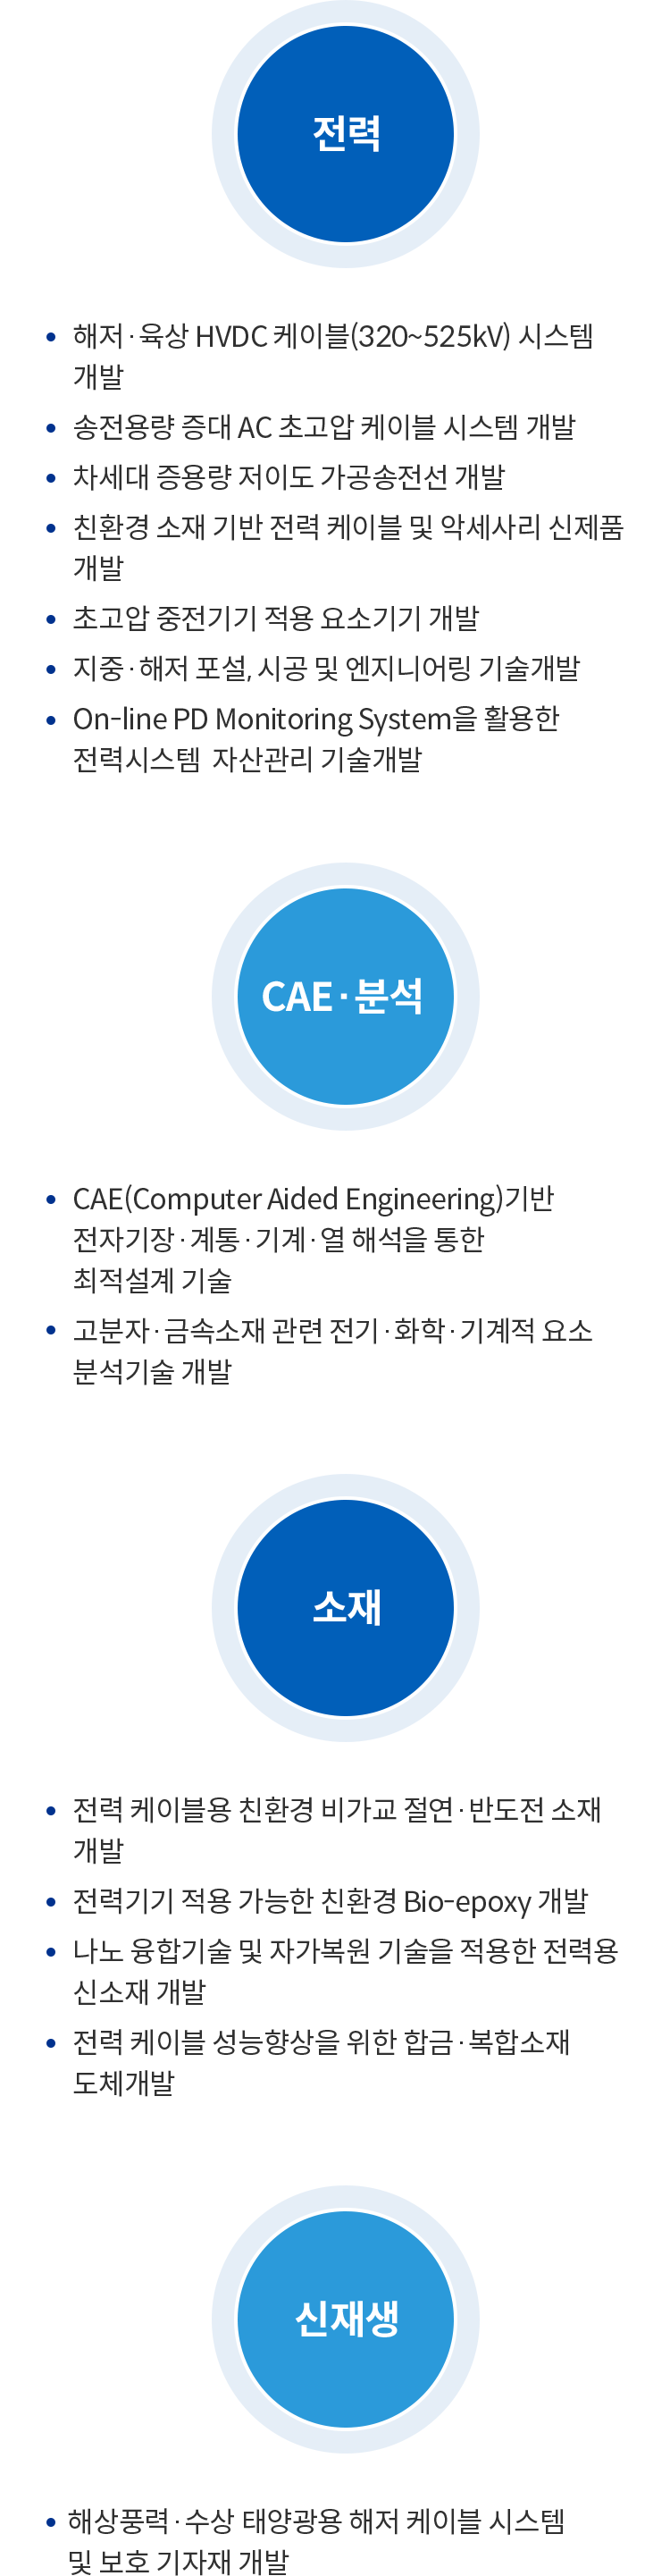 전력
해저·육상 HVDC 케이블(320~525kV) 시스템
개발
송전용량 증대 AC 초고압 케이블 시스템 개발
차세대 증용량 저이도 가공송전선 개발
친환경 소재 기반 전력 케이블 및 악세사리 신제품
개발
초고압 중전기기 적용 요소기기 개발
지중·해저 포설, 시공 및 엔지니어링 기술개발
On-line PD Monitoring System을 활용한
전력시스템 자산관리 기술개발
CAE·분석
CAE(Computer Aided Engineering)기반
전자기장·계통·기계·열 해석을 통한
최적설계 기술
고분자·금속소재 관련 전기·화학·기계적 요소
분석기술 개발
소재
전력 케이블용 친환경 비가교 절연·반도전 소재
개발
전력기기 적용 가능한 친환경 Bio-epoxy 개발
나노 융합기술 및 자가복원 기술을 적용한 전력용
신소재 개발
전력 케이블 성능향상을 위한 합금·복합소재
도체개발
신재생
해상풍력·수상 태양광용 해저 케이블 시스템
및 보호 기자재 개발